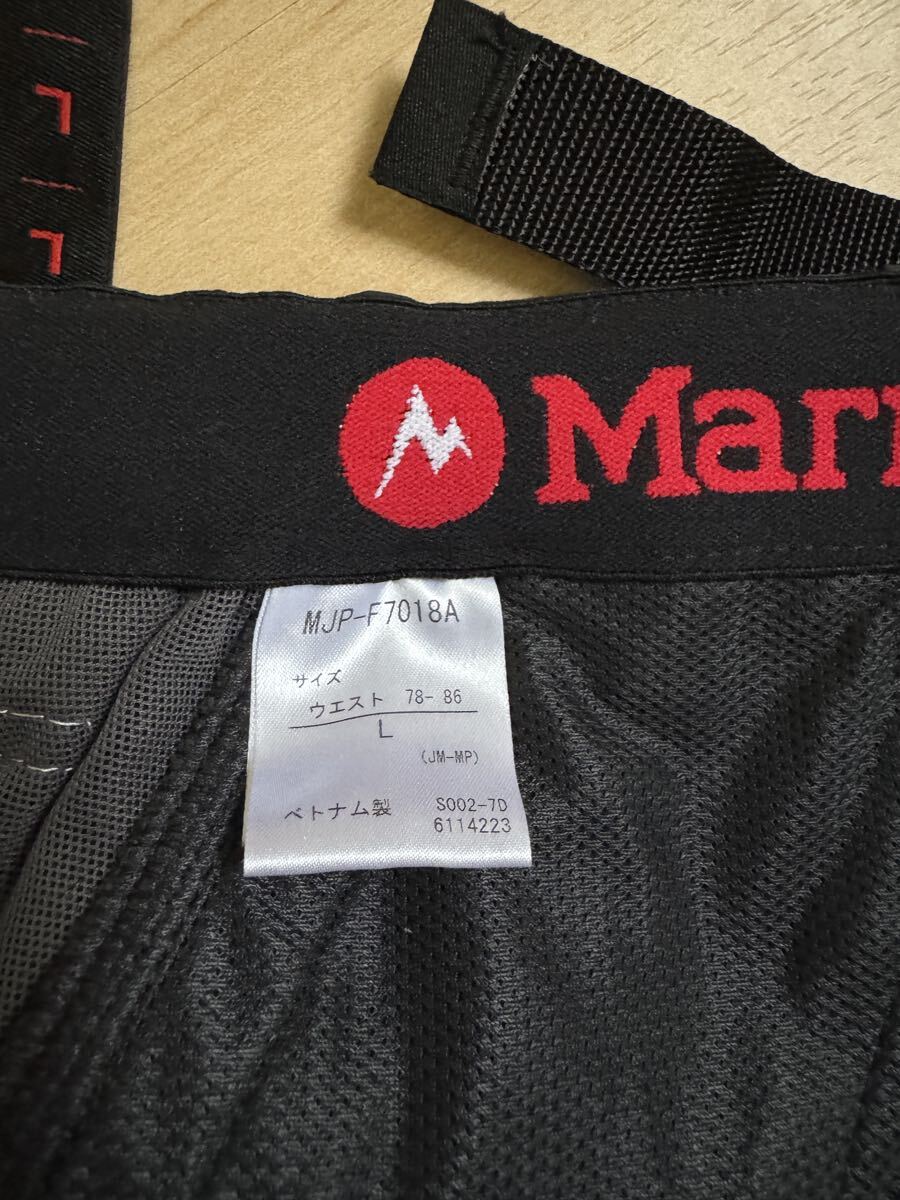 Mar
MJP-F7018A
サイズ
ウエスト 78- 86
L
(JM-MP)
ベトナム製 S002-7D
6114223